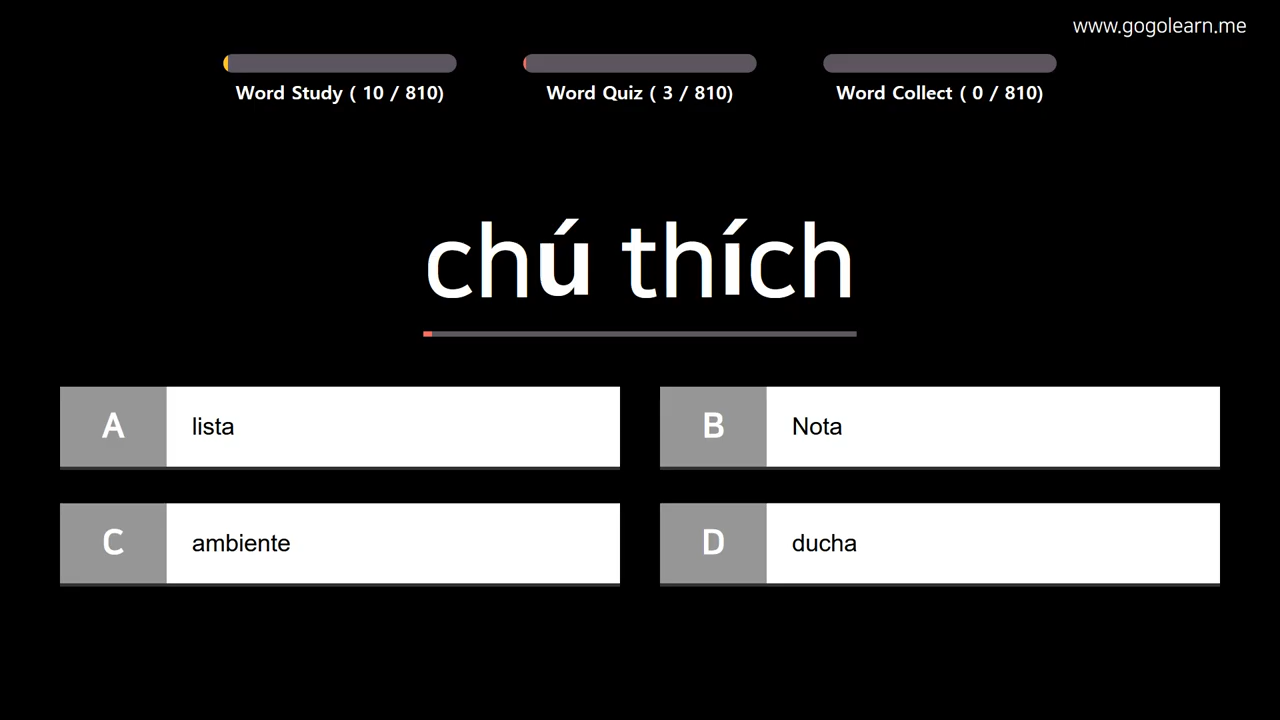 www.gogolearn.me
Word Study ( 10 / 810)
Word Quiz ( 3 / 810)
Word Collect ( 0 / 810)
chú thích
A lista
B Nota
C ambiente
D ducha